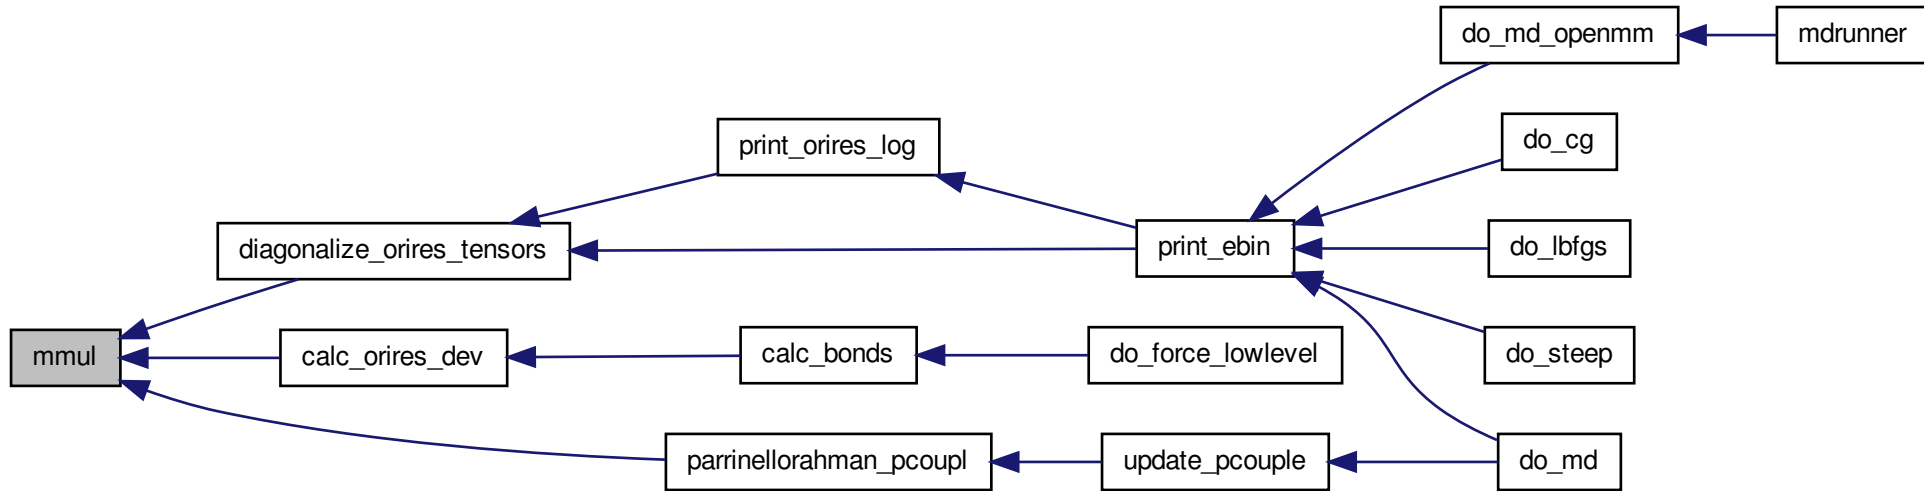 do_md_openmm
mdrunner
print_orires_log
do_cg
diagonalize_orires_tensors
print_ebin
do_lbfgs
mmul
calc_orires_dev
calc_bonds
do_force_lowlevel
do_steep
parrinellorahman_pcoupl
update_pcouple
do_md